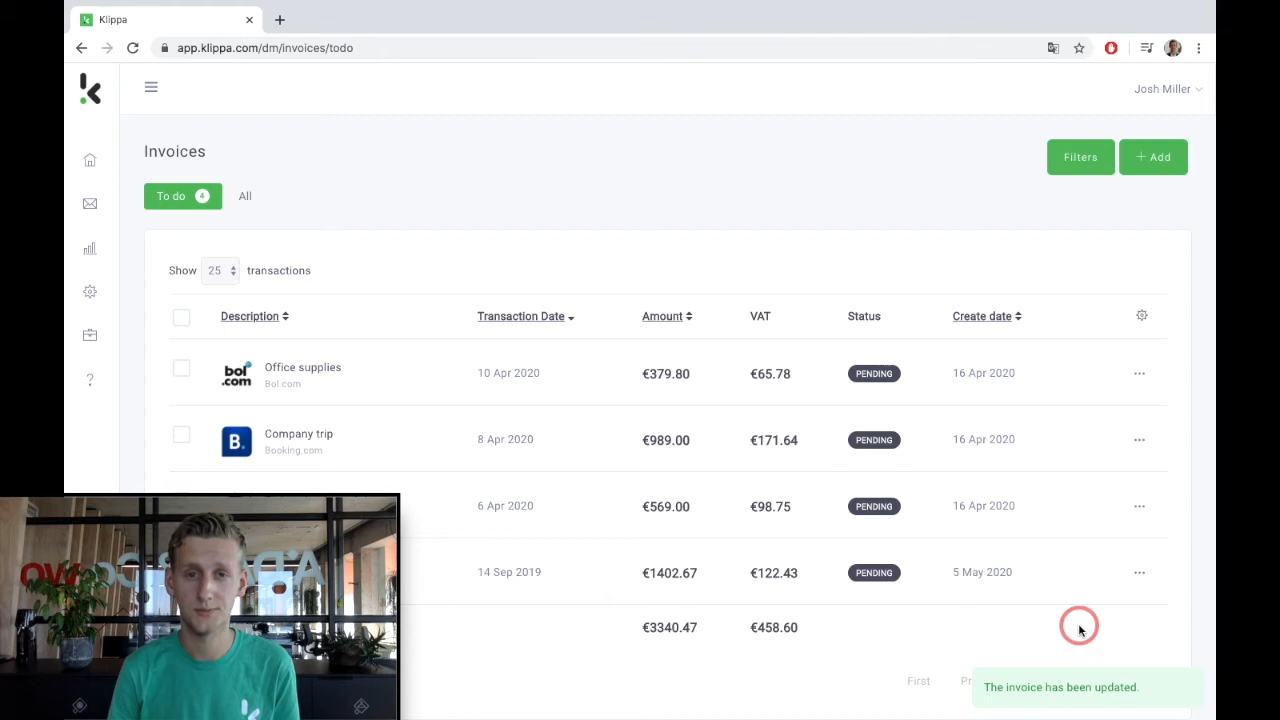 Klippa
app.klippa.com/dm/invoices/todo
Josh Miller
Invoices
Filters
+ Add
To do 4
All
Show 25 transactions
Description Transaction Date Amount VAT Status Create date
bol.com Office supplies 10 Apr 2020 €379.80 €65.78 PENDING 16 Apr 2020
Bol.com
B. Company trip 8 Apr 2020 €989.00 €171.64 PENDING 16 Apr 2020
Booking.com
6 Apr 2020 €569.00 €98.75 PENDING 16 Apr 2020
14 Sep 2019 €1402.67 €122.43 PENDING 5 May 2020
€3340.47 €458.60
First
The invoice has been updated.